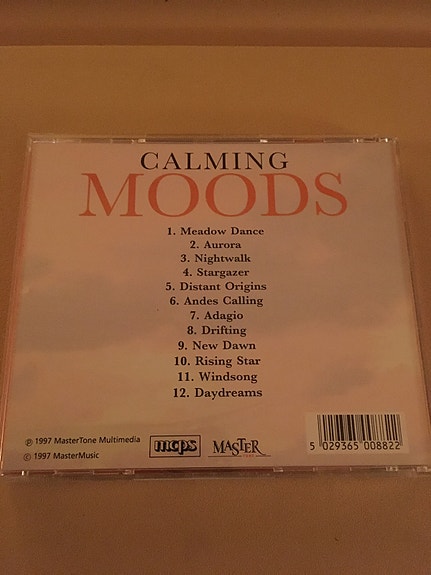 CALMING
MOODS
1. Meadow Dance
2. Aurora
3. Nightwalk
4. Stargazer
5. Distant Origins
6. Andes Calling
7. Adagio
8. Drifting
9. New Dawn
10. Rising Star
11. Windsong
12. Daydreams
℗ 1997 MasterTone Multimedia
© 1997 MasterMusic
mcps
MASTER
5 029365 008822